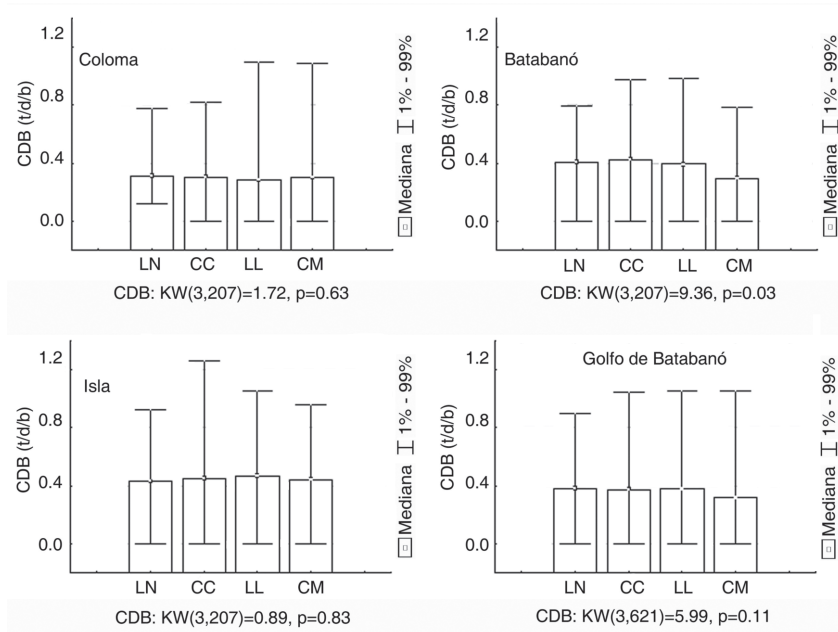 Coloma
CDB (t/d/b)
1.2
0.8
0.4
0.0
LN CC LL CM
Mediana 1% - 99%
CDB: KW(3,207)=1.72, p=0.63
Batabanó
CDB (t/d/b)
1.2
0.8
0.4
0.0
LN CC LL CM
Mediana 1% - 99%
CDB: KW(3,207)=9.36, p=0.03
Isla
CDB (t/d/b)
1.2
0.8
0.4
0.0
LN CC LL CM
Mediana 1% - 99%
CDB: KW(3,207)=0.89, p=0.83
Golfo de Batabanó
CDB (t/d/b)
1.2
0.8
0.4
0.0
LN CC LL CM
Mediana 1% - 99%
CDB: KW(3,621)=5.99, p=0.11